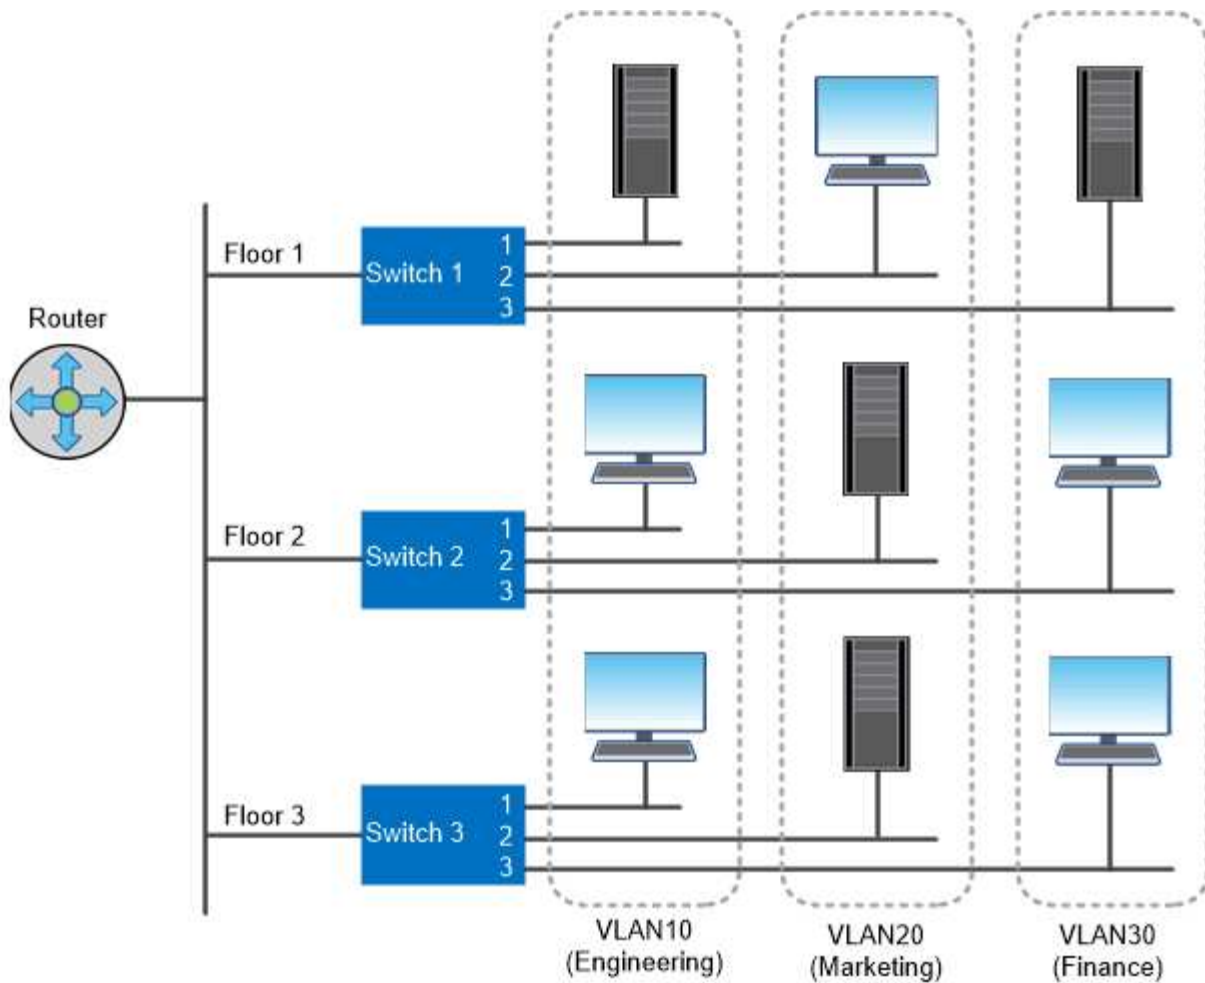 Router
Floor 1
Switch 1
1
2
3
Floor 2
Switch 2
1
2
3
Floor 3
Switch 3
1
2
3
VLAN10
(Engineering)
VLAN20
(Marketing)
VLAN30
(Finance)